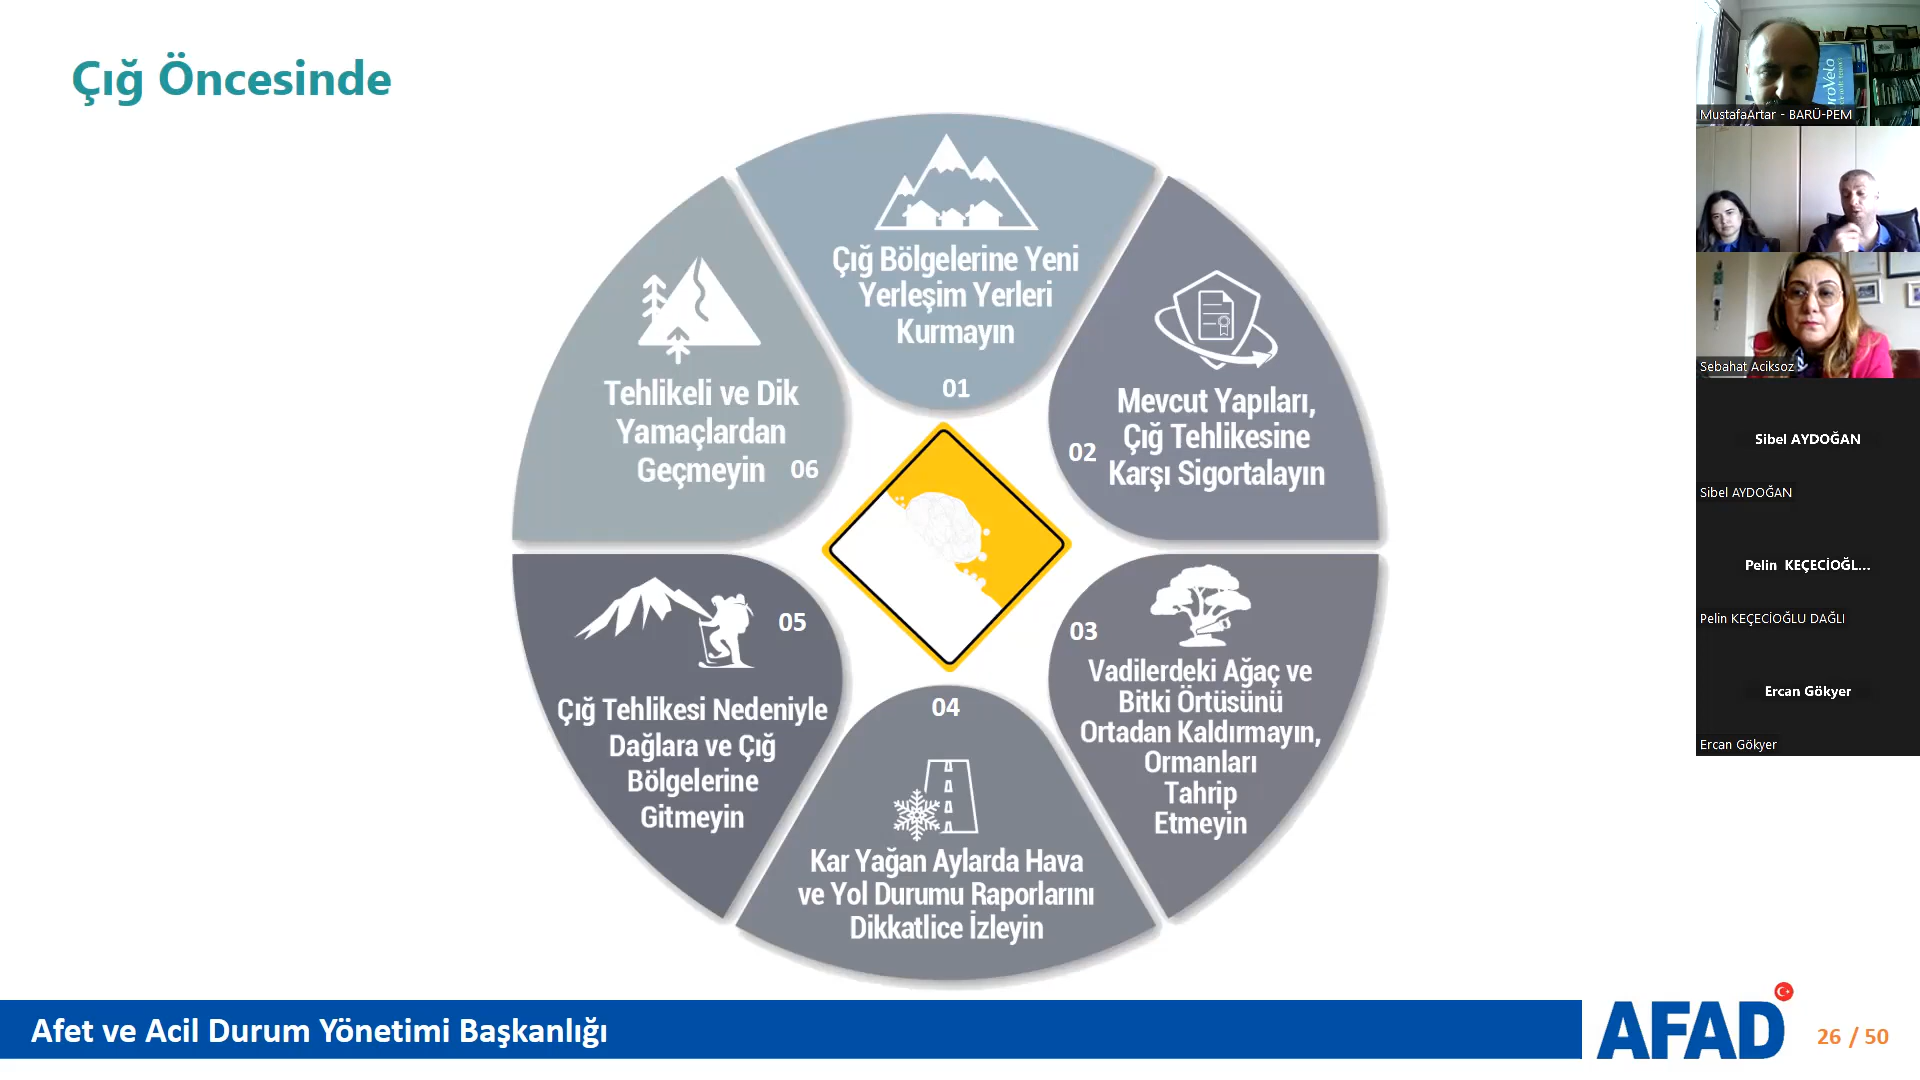 Çığ Öncesinde
Çığ Bölgelerine Yeni
Yerleşim Yerleri
Kurmayın
01
Mevcut Yapıları,
Çığ Tehlikesine
Karşı Sigortalayın
02
03
Vadilerdeki Ağaç ve
Bitki Örtüsünü
Ortadan Kaldırmayın,
Ormanları
Tahrip
Etmeyin
04
Kar Yağan Aylarda Hava
ve Yol Durumu Raporlarını
Dikkatlice İzleyin
05
Çığ Tehlikesi Nedeniyle
Dağlara ve Çığ
Bölgelerine
Gitmeyin
Tehlikeli ve Dik
Yamaçlardan
Geçmeyin
06
Afet ve Acil Durum Yönetimi Başkanlığı
AFAD
26 / 50
MustafaArtar - BARÜ-PEM
Sebahat Aciksoz
Sibel AYDOĞAN
Sibel AYDOĞAN
Pelin KEÇECİOĞL...
Pelin KEÇECİOĞLU DAĞLI
Ercan Gökyer
Ercan Gökyer